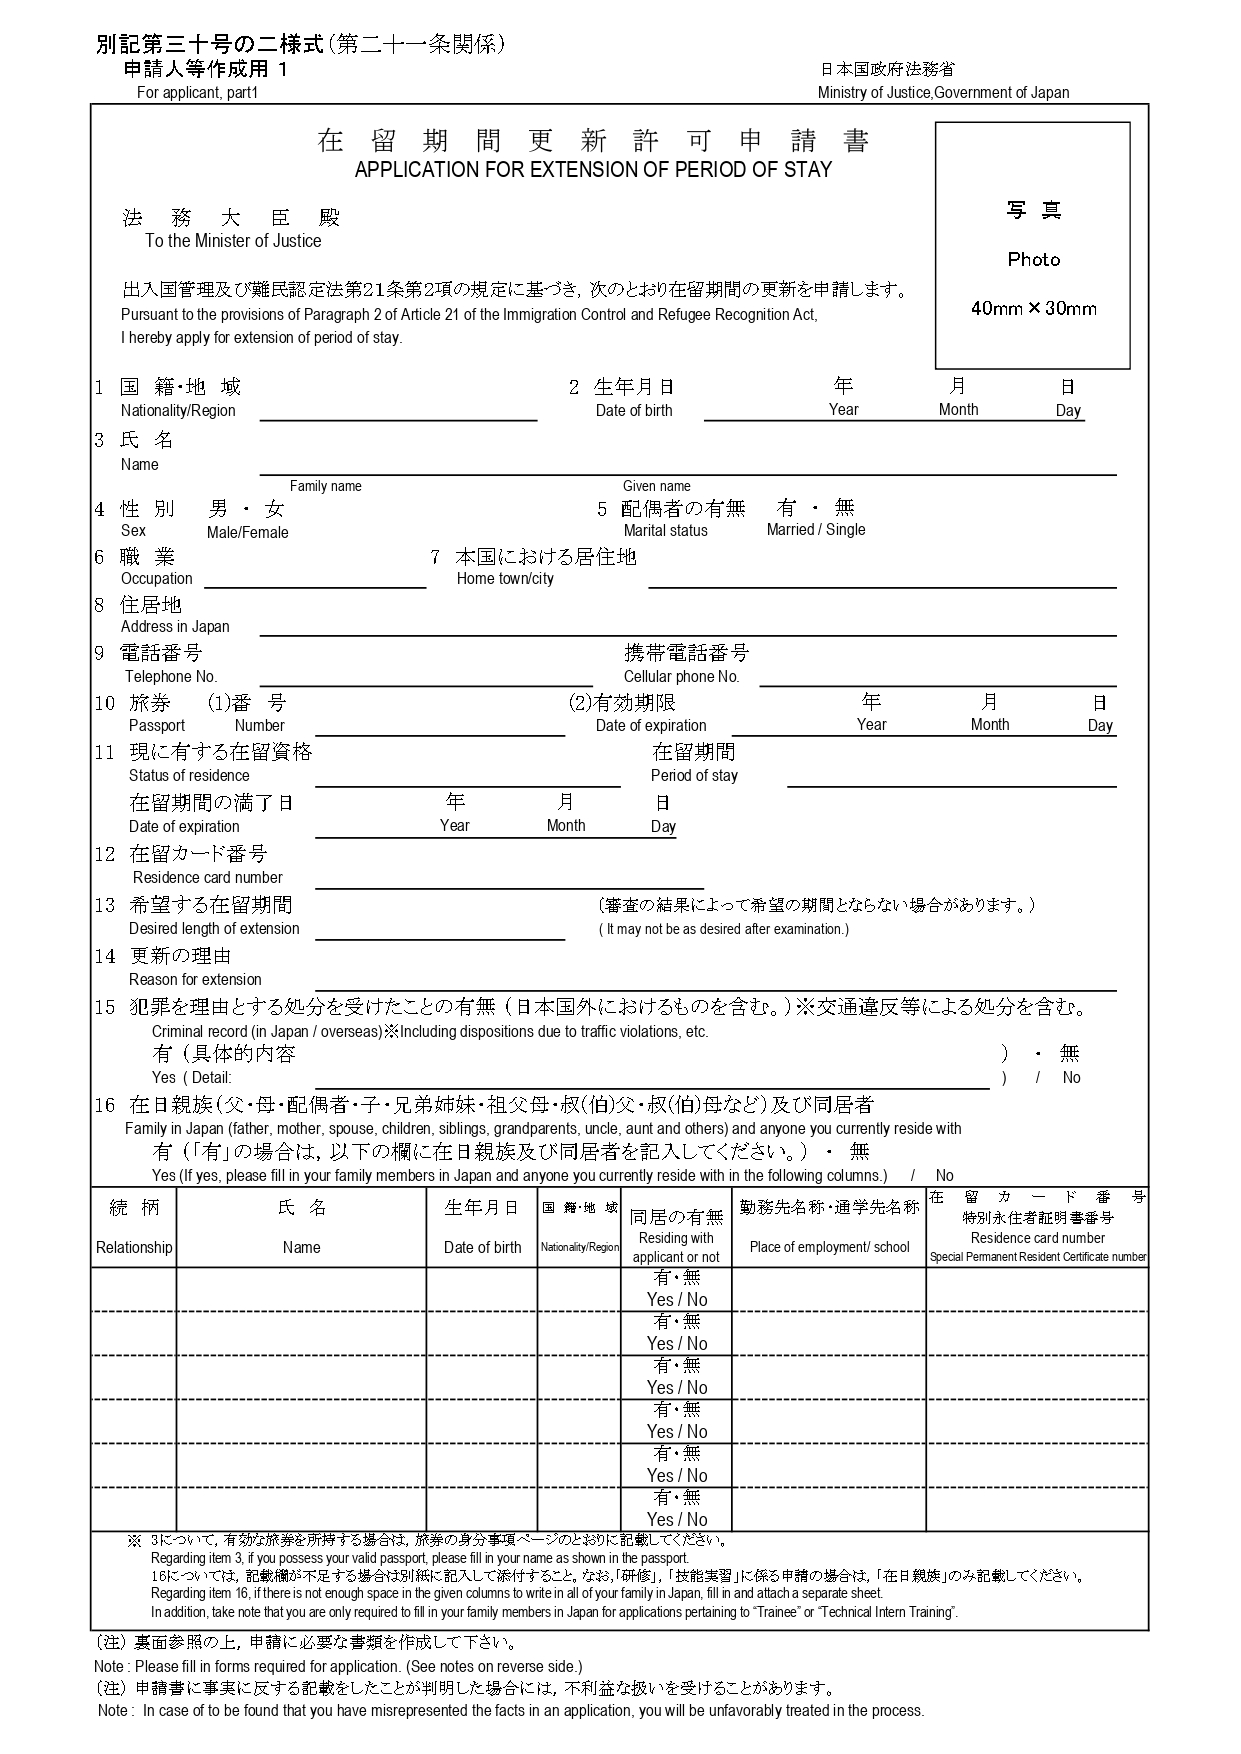 別記第三十号の二様式(第二十一条関係)
申請人等作成用 1
日本国政府法務省
For applicant, part1
Ministry of Justice,Government of Japan
在 留 期 間 更 新 許 可 申 請 書
APPLICATION FOR EXTENSION OF PERIOD OF STAY
写 真
Photo
40mm×30mm
法 務 大 臣 殿
To the Minister of Justice
出入国管理及び難民認定法第21条第2項の規定に基づき，次のとおり在留期間の更新を申請します。
Pursuant to the provisions of Paragraph 2 of Article 21 of the Immigration Control and Refugee Recognition Act,
I hereby apply for extension of period of stay.
1 国 籍・地 域 2 生年月日 年 月 日
Nationality/Region Date of birth Year Month Day
3 氏 名
Name
Family name Given name
4 性 別 男 ・ 女 5 配偶者の有無 有 ・ 無
Sex Male/Female Marital status Married / Single
6 職 業 7 本国における居住地
Occupation Home town/city
8 住居地
Address in Japan
9 電話番号 携帯電話番号
Telephone No. Cellular phone No.
10 旅券 (1)番 号 (2)有効期限 年 月 日
Passport Number Date of expiration Year Month Day
11 現に有する在留資格 在留期間
Status of residence Period of stay
在留期間の満了日 年 月 日
Date of expiration Year Month Day
12 在留カード番号
Residence card number
13 希望する在留期間 （審査の結果によって希望の期間とならない場合があります。）
Desired length of extension ( It may not be as desired after examination.)
14 更新の理由
Reason for extension
15 犯罪を理由とする処分を受けたことの有無（日本国外におけるものを含む。）※交通違反等による処分を含む。
Criminal record (in Japan / overseas)※Including dispositions due to traffic violations, etc.
有（具体的内容 ） ・ 無
Yes ( Detail: ) / No
16 在日親族（父・母・配偶者・子・兄弟姉妹・祖父母・叔(伯)父・叔(伯)母など）及び同居者
Family in Japan (father, mother, spouse, children, siblings, grandparents, uncle, aunt and others) and anyone you currently reside with
有（「有」の場合は，以下の欄に在日親族及び同居者を記入してください。） ・ 無
Yes (If yes, please fill in your family members in Japan and anyone you currently reside with in the following columns.) / No
続 柄 氏 名 生年月日 国 籍・地 域 同居の有無 勤務先名称・通学先名称 在 留 カ ー ド 番 号
特別永住者証明書番号
Relationship Name Date of birth Nationality/Region Residing with
applicant or not Place of employment/ school Residence card number
Special Permanent Resident Certificate number
有・無
Yes / No
有・無
Yes / No
有・無
Yes / No
有・無
Yes / No
有・無
Yes / No
有・無
Yes / No
※ 3について，有効な旅券を所持する場合は，旅券の身分事項ページのとおりに記載してください。
Regarding item 3, if you possess your valid passport, please fill in your name as shown in the passport.
16については，記載欄が不足する場合は別紙に記入して添付すること。なお，「研修」，「技能実習」に係る申請の場合は，「在日親族」のみ記載してください。
Regarding item 16, if there is not enough space in the given columns to write in all of your family in Japan, fill in and attach a separate sheet.
In addition, take note that you are only required to fill in your family members in Japan for applications pertaining to “Trainee” or “Technical Intern Training”.
（注） 裏面参照の上，申請に必要な書類を作成して下さい。
Note : Please fill in forms required for application. (See notes on reverse side.)
（注） 申請書に事実に反する記載をしたことが判明した場合には，不利益な扱いを受けることがあります。
Note : In case of to be found that you have misrepresented the facts in an application, you will be unfavorably treated in the process.